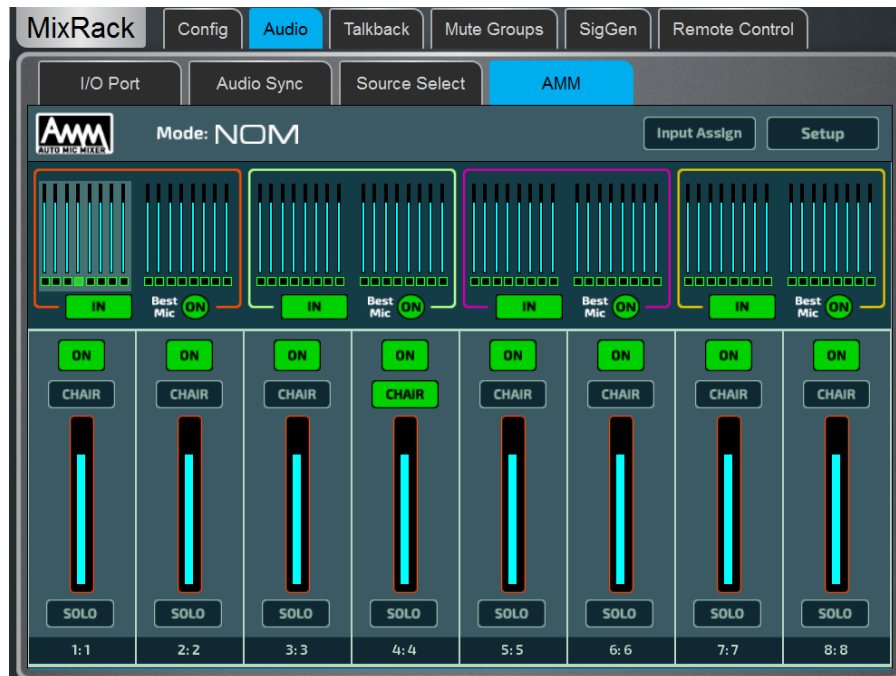 MixRack Config Audio Talkback Mute Groups SigGen Remote Control
I/O Port Audio Sync Source Select AMM
AMM
AUTO MIC MIXER
Mode: NOM Input Assign Setup
IN Best Mic ON IN Best Mic ON IN Best Mic ON IN Best Mic ON
ON ON ON ON ON ON ON ON
CHAIR CHAIR CHAIR CHAIR CHAIR CHAIR CHAIR CHAIR
SOLO SOLO SOLO SOLO SOLO SOLO SOLO SOLO
1:1 2:2 3:3 4:4 5:5 6:6 7:7 8:8